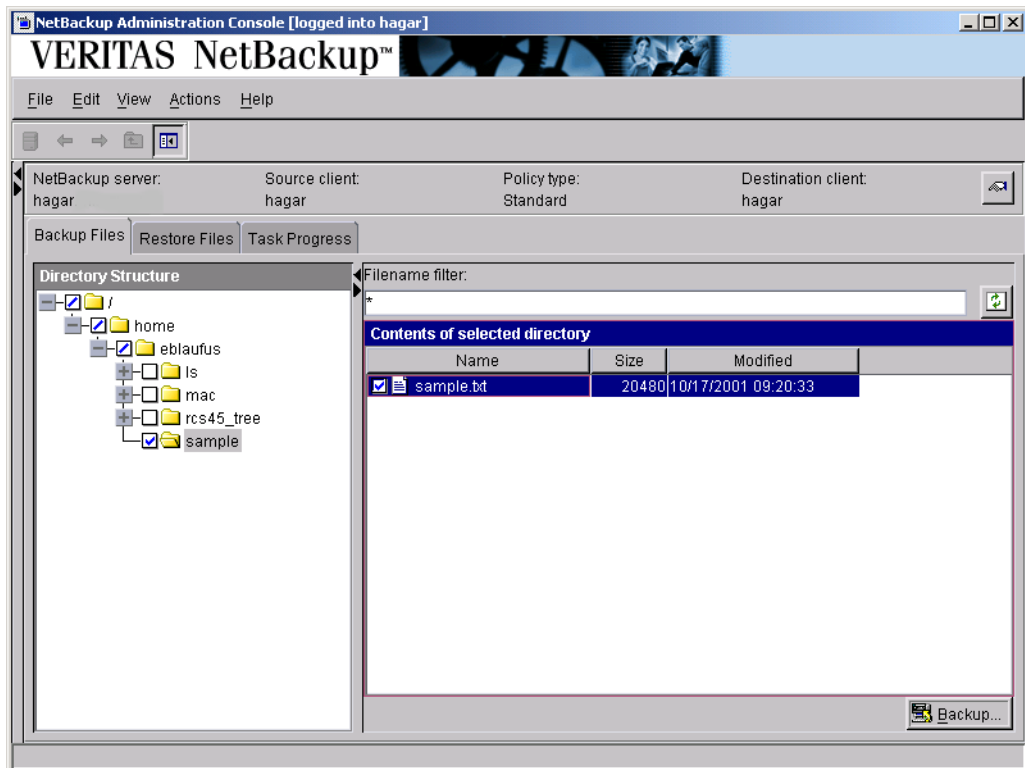 NetBackup Administration Console [logged into hagar]
VERITAS NetBackup™
File Edit View Actions Help
NetBackup server: Source client: Policy type: Destination client:
hagar hagar Standard hagar
Backup Files Restore Files Task Progress
Directory Structure
/
home
eblaufus
ls
mac
rcs45_tree
sample
Filename filter:
*
Contents of selected directory
Name Size Modified
sample.txt 20480 10/17/2001 09:20:33
Backup...